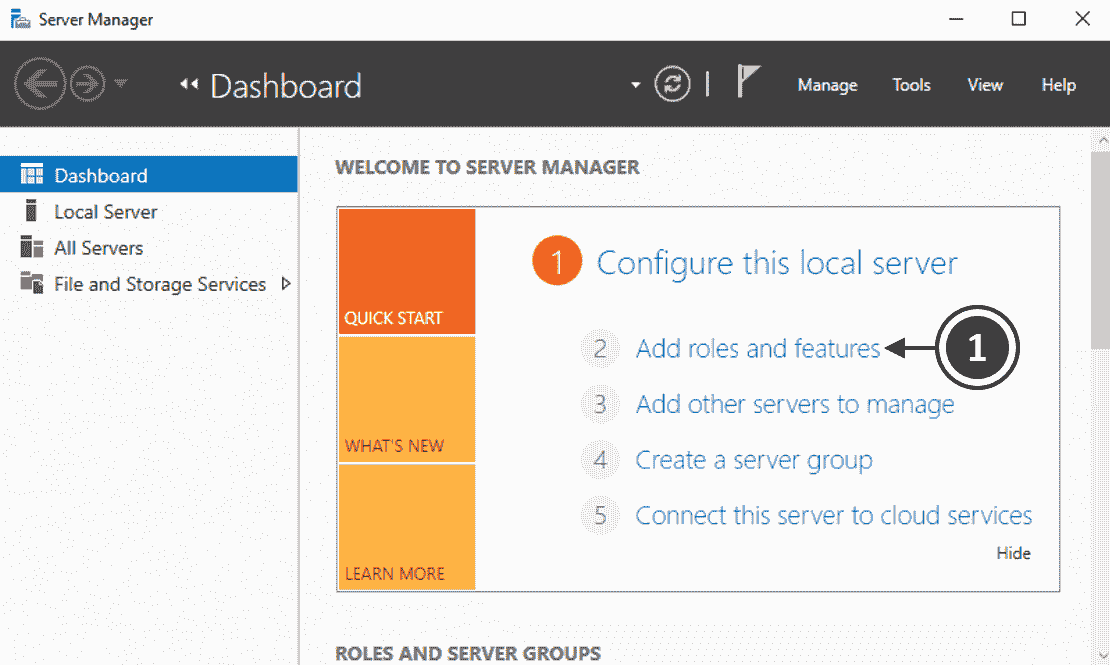 Server Manager
Dashboard
Manage Tools View Help
Dashboard
Local Server
All Servers
File and Storage Services
WELCOME TO SERVER MANAGER
QUICK START
WHAT'S NEW
LEARN MORE
1 Configure this local server
2 Add roles and features 1
3 Add other servers to manage
4 Create a server group
5 Connect this server to cloud services
Hide
ROLES AND SERVER GROUPS